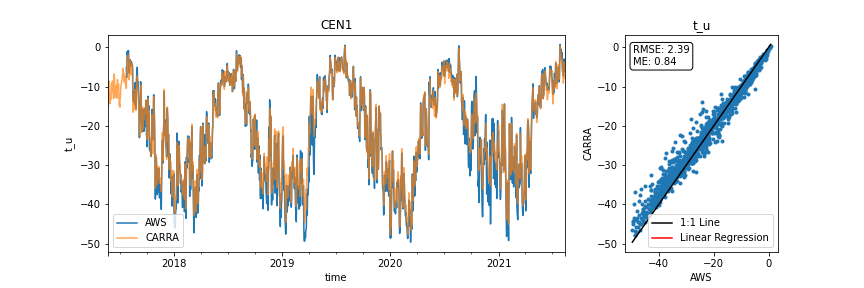 CEN1
t_u
0
−10
−20
−30
−40
−50
t_u
AWS
CARRA
2018
2019
2020
2021
time
t_u
RMSE: 2.39
ME: 0.84
0
−10
−20
−30
−40
−50
CARRA
1:1 Line
Linear Regression
−40
−20
0
AWS